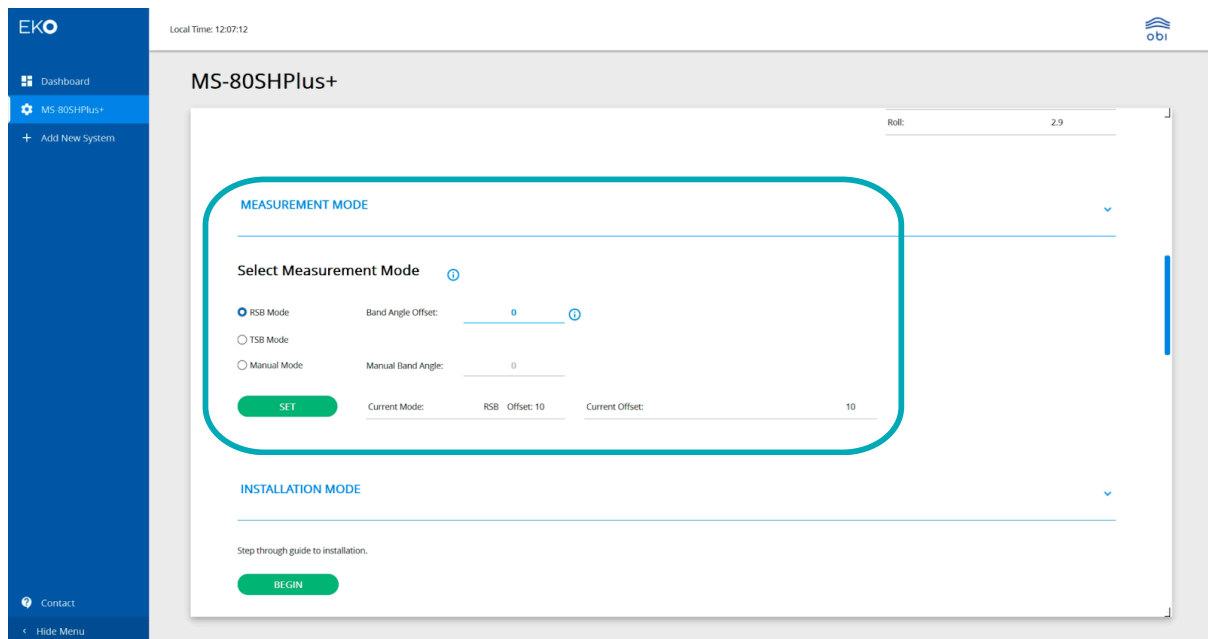 EKO
Local Time: 12:07:12
obi
Dashboard
MS-80SHPlus+
Add New System
MS-80SHPlus+
Roll: 2.9
MEASUREMENT MODE
Select Measurement Mode
RSB Mode Band Angle Offset: 0
TSB Mode
Manual Mode Manual Band Angle: 0
SET Current Mode: RSB Offset: 10 Current Offset: 10
INSTALLATION MODE
Step through guide to installation.
BEGIN
Contact
Hide Menu